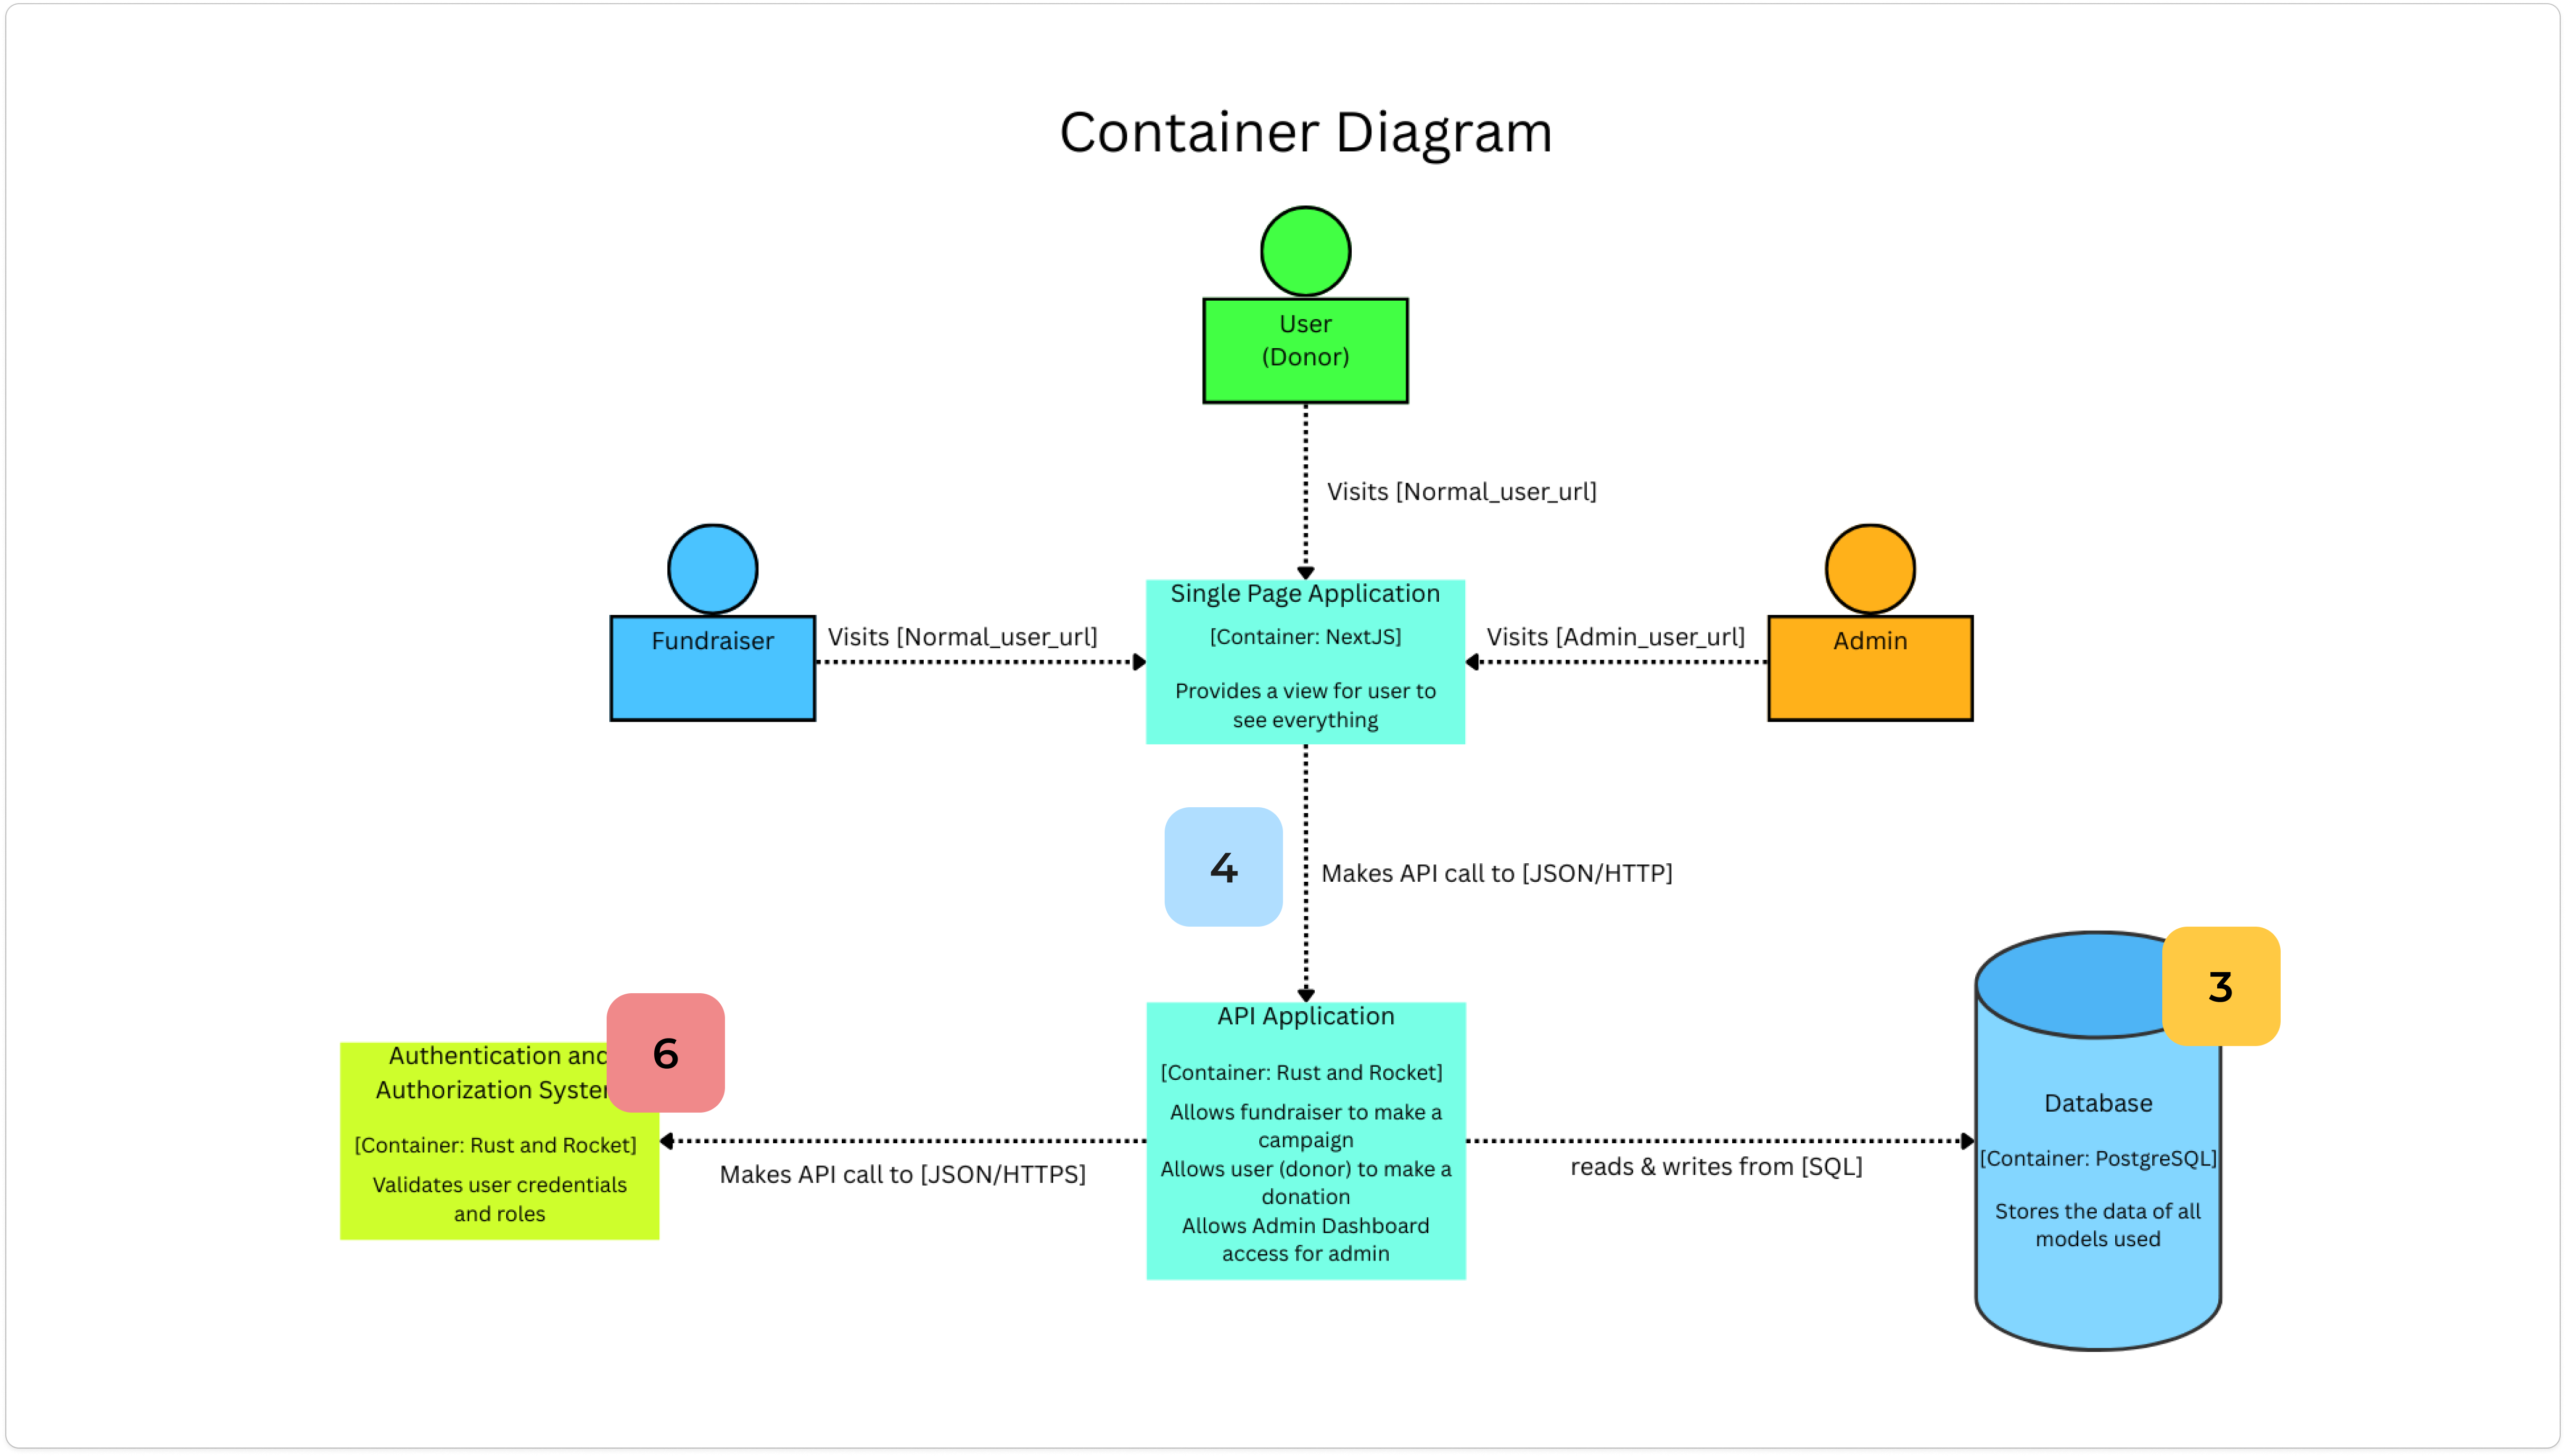 Container Diagram
User
(Donor)
Visits [Normal_user_url]
Fundraiser
Visits [Normal_user_url]
Single Page Application
[Container: NextJS]
Provides a view for user to
see everything
Visits [Admin_user_url]
Admin
4
Makes API call to [JSON/HTTP]
3
6
Authentication and
Authorization System
[Container: Rust and Rocket]
Validates user credentials
and roles
Makes API call to [JSON/HTTPS]
API Application
[Container: Rust and Rocket]
Allows fundraiser to make a
campaign
Allows user (donor) to make a
donation
Allows Admin Dashboard
access for admin
reads & writes from [SQL]
Database
[Container: PostgreSQL]
Stores the data of all
models used